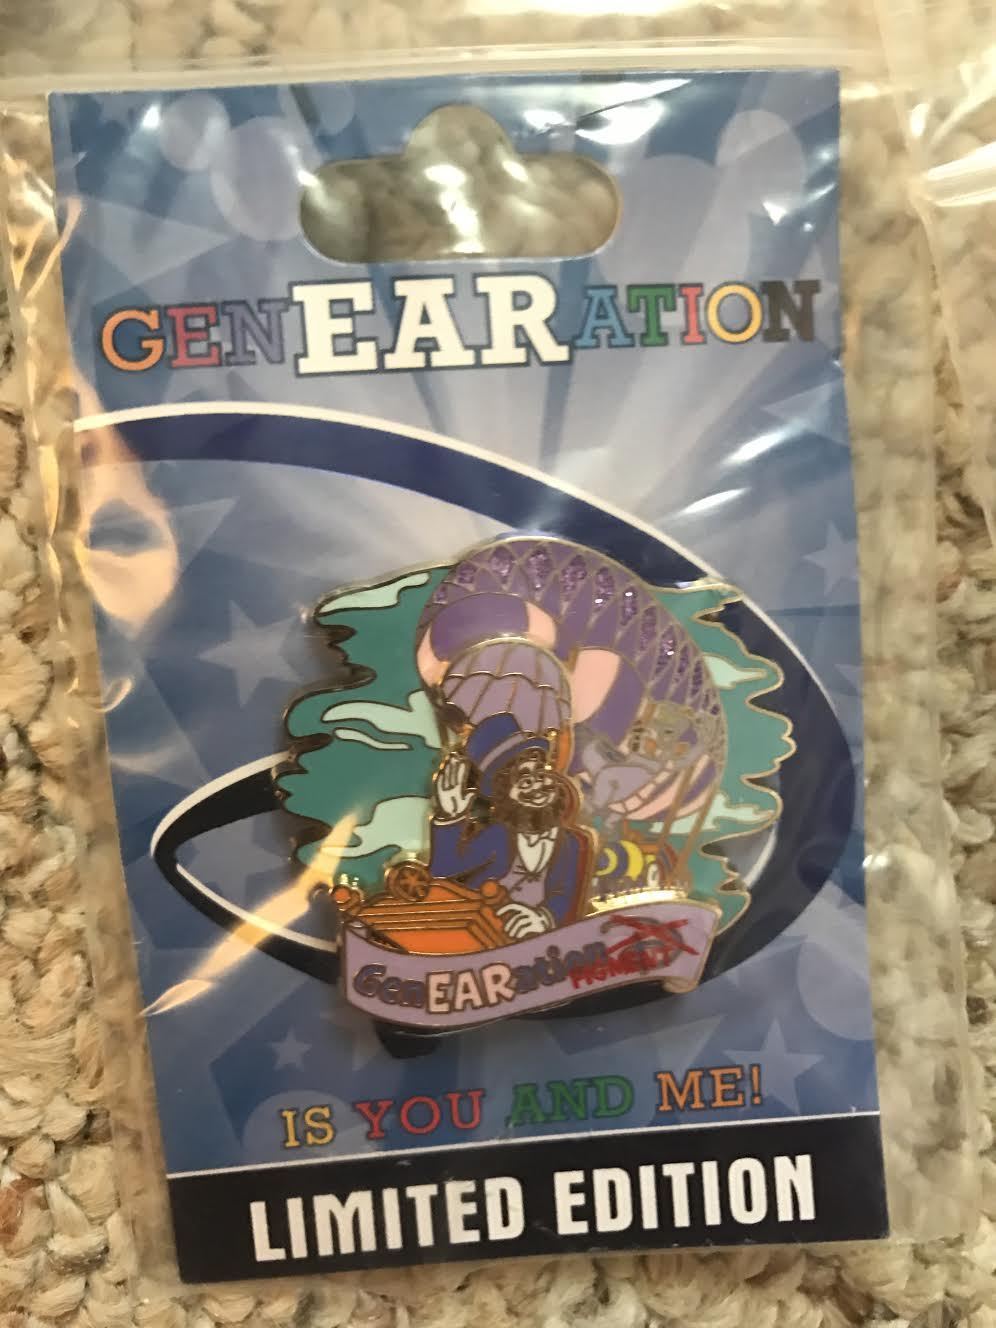 GENEARATION
GenEARation FIGMENT
IS YOU AND ME!
LIMITED EDITION